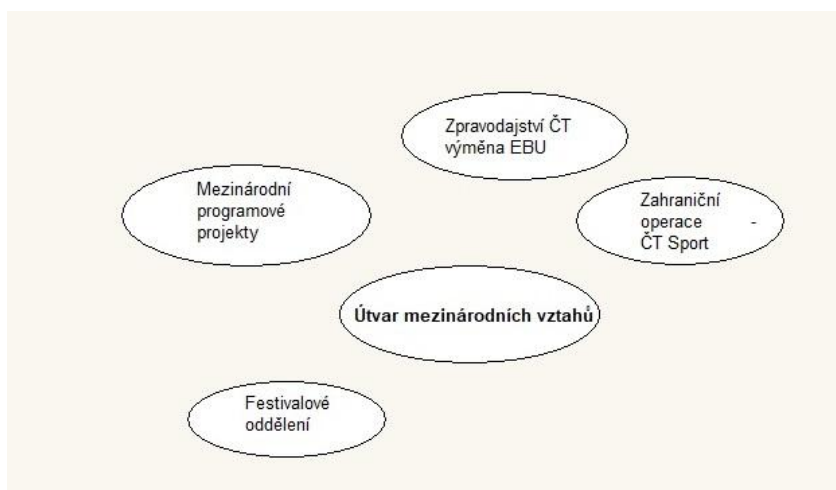 Zpravodajství ČT
výměna EBU
Mezinárodní
programové
projekty
Zahraniční
operace -
ČT Sport
Útvar mezinárodních vztahů
Festivalové
oddělení